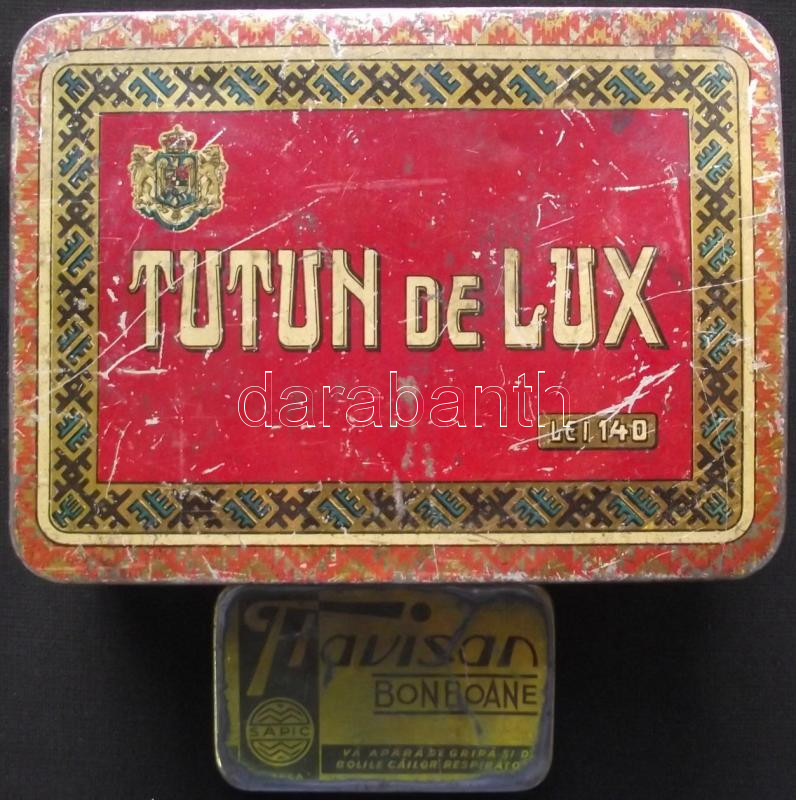 TUTUN DE LUX
darabanth
LEI 140
Flavisan
BONBOANE
SAPIC
VĂ APĂRĂ DE GRIPĂ ȘI D
BOLILE CĂILOR RESPIRATO